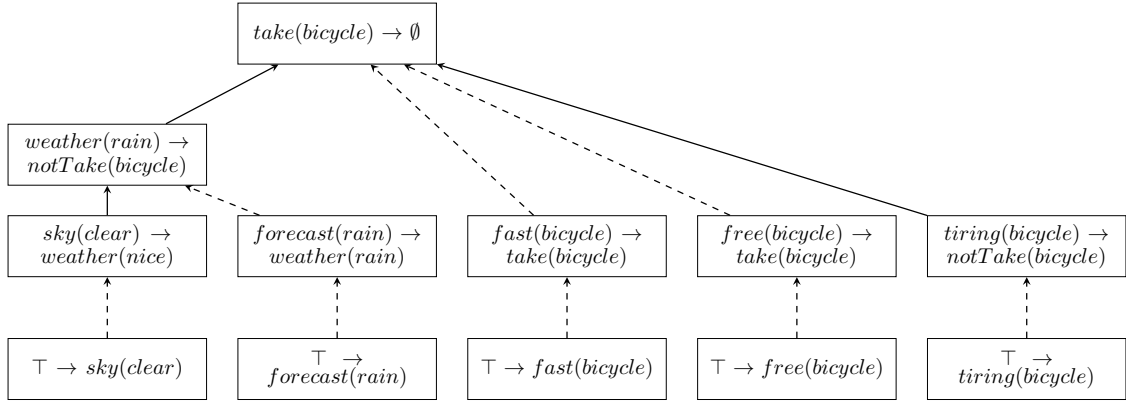 take(bicycle) → ∅
weather(rain) →
notTake(bicycle)
sky(clear) →
weather(nice)
forecast(rain) →
weather(rain)
fast(bicycle) →
take(bicycle)
free(bicycle) →
take(bicycle)
tiring(bicycle) →
notTake(bicycle)
⊤ → sky(clear)
⊤ →
forecast(rain)
⊤ → fast(bicycle)
⊤ → free(bicycle)
⊤ →
tiring(bicycle)